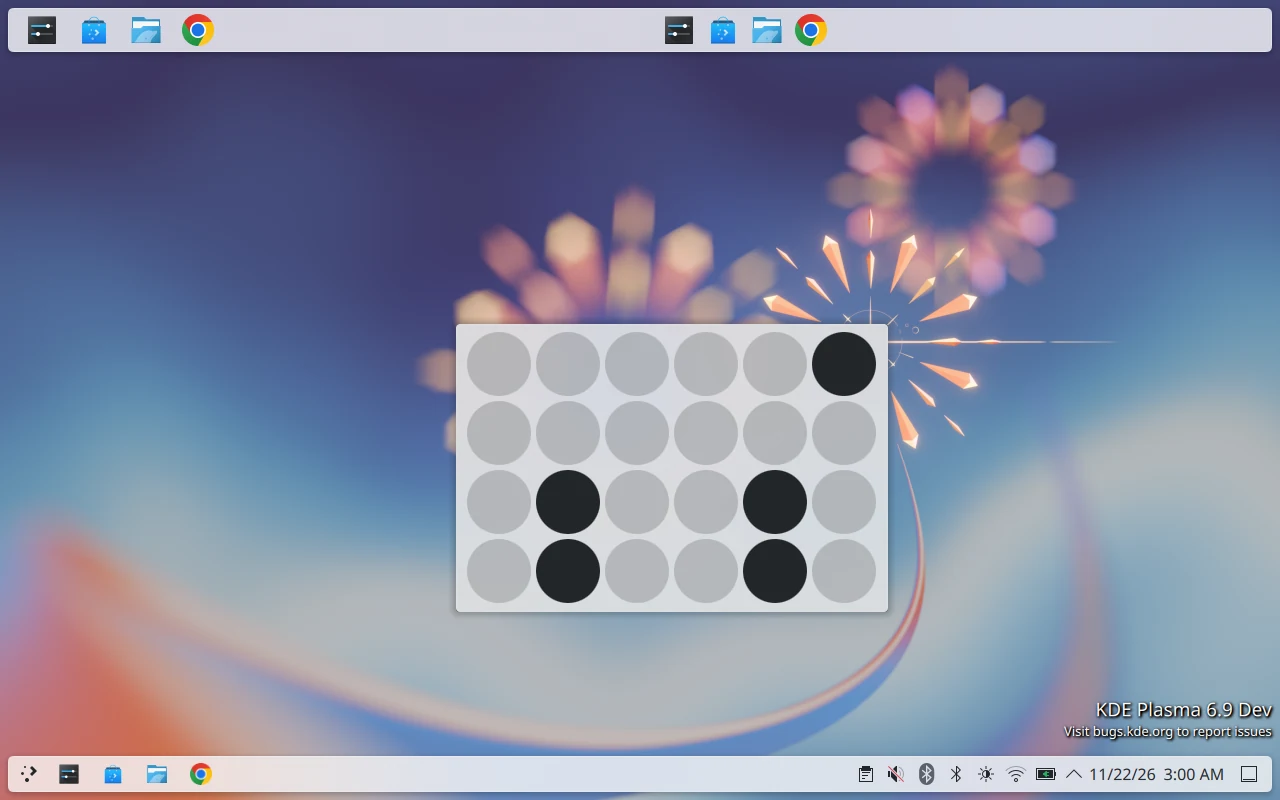 KDE Plasma 6.9 Dev
Visit bugs.kde.org to report issues
11/22/26 3:00 AM